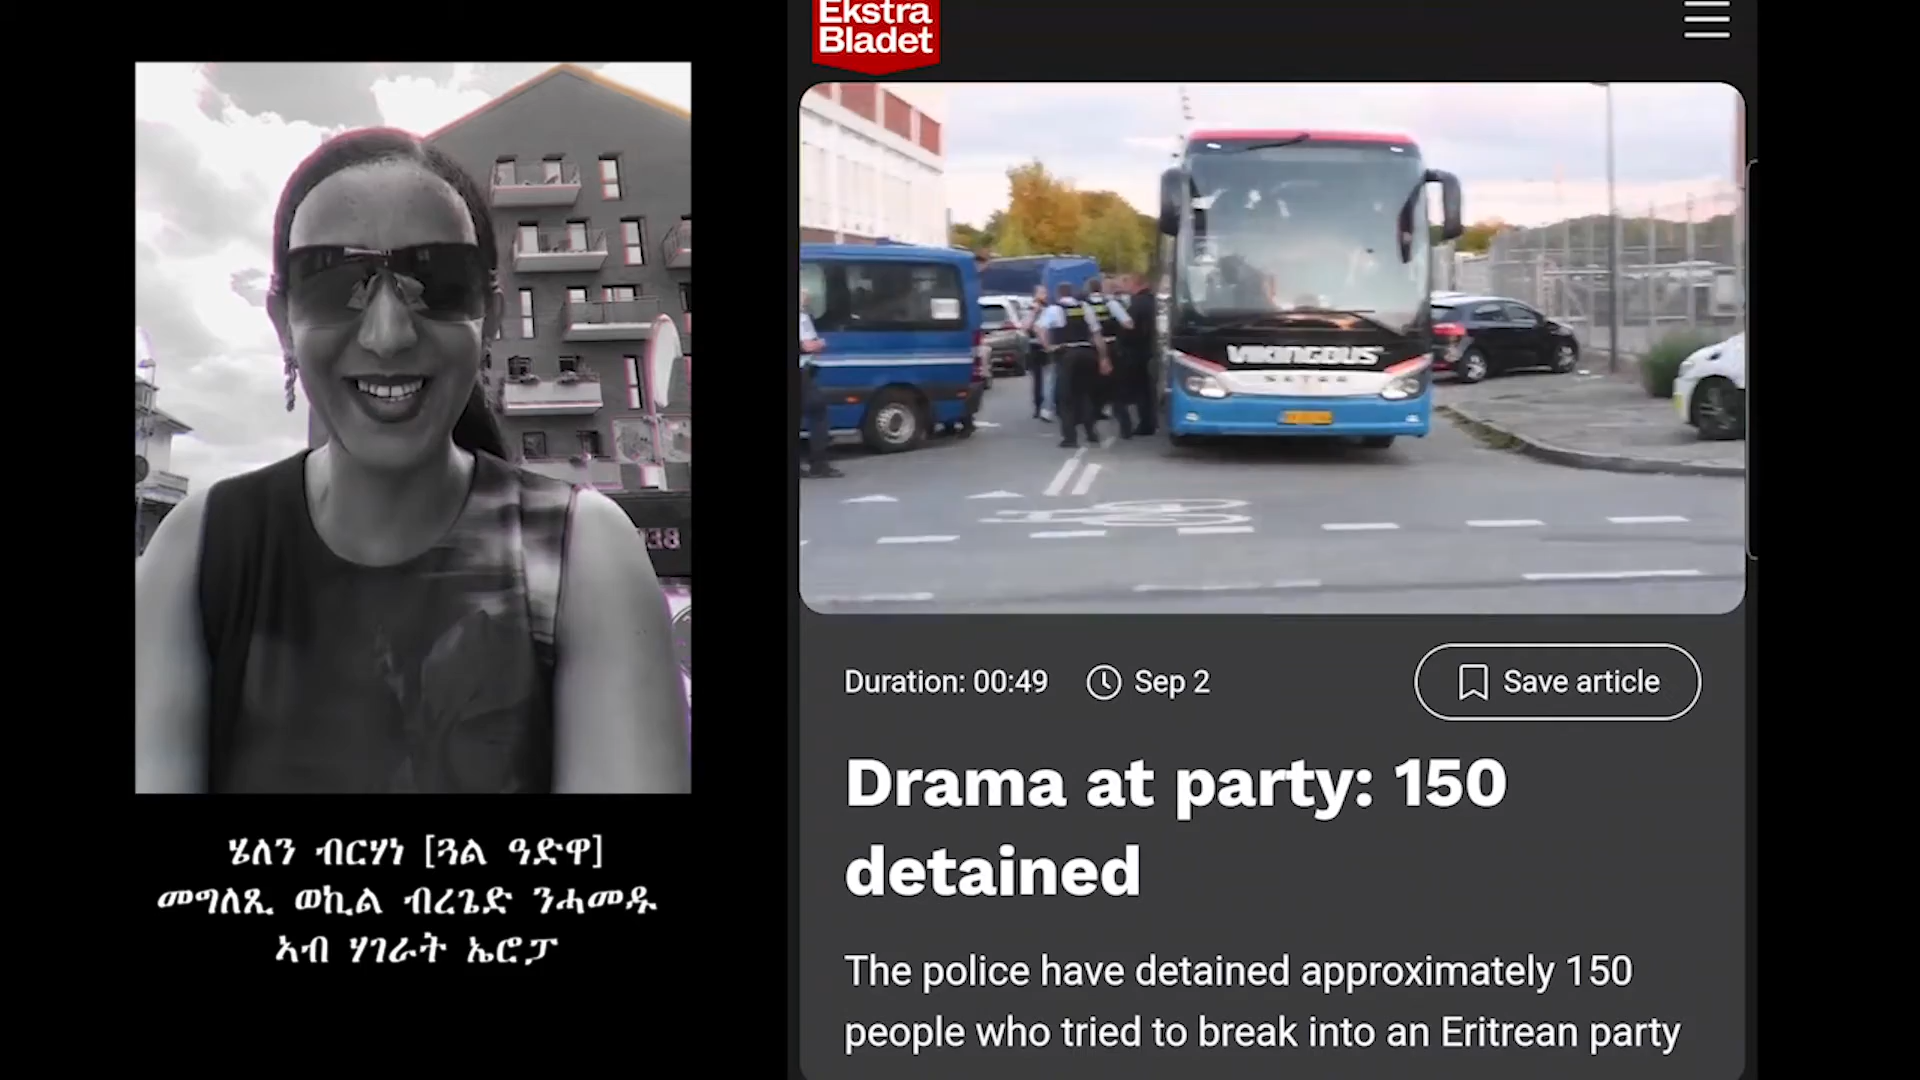 ሄለን ብርሃነ [ጓል ዓድዋ]
መግለጺ ወኪል ብረጌድ ንሓመዱ
ኣብ ሃገራት ኤሮፓ
38
Ekstra
Bladet
VIKINGBUS
SETRA
Duration: 00:49 Sep 2 Save article
Drama at party: 150
detained
The police have detained approximately 150
people who tried to break into an Eritrean party